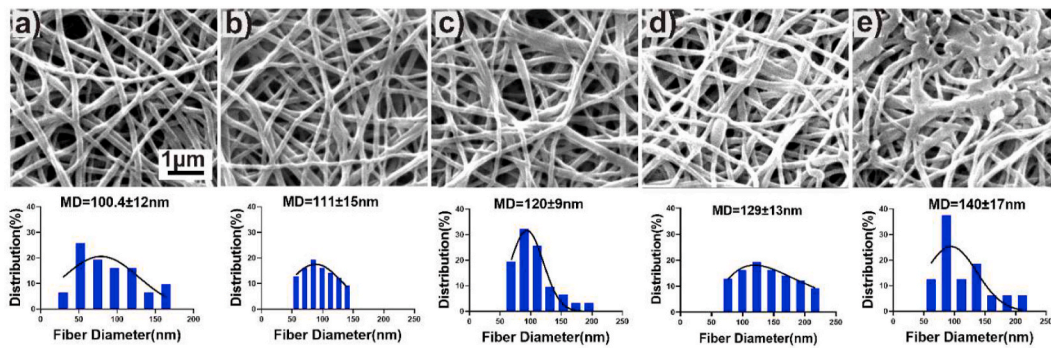 a)
b)
c)
d)
e)
1μm
MD=100.4±12nm
Distribution(%)
40
30
20
10
0
0
50
100
150
200
Fiber Diameter(nm)
MD=111±15nm
Distribution(%)
40
30
20
10
0
0
50
100
150
200
250
Fiber Diameter(nm)
MD=120±9nm
Distribution(%)
40
30
20
10
0
0
50
100
150
200
250
Fiber Diameter(nm)
MD=129±13nm
Distribution(%)
40
30
20
10
0
0
50
100
150
200
250
Fiber Diameter(nm)
MD=140±17nm
Distribution(%)
40
30
20
10
0
0
50
100
150
200
250
Fiber Diameter(nm)